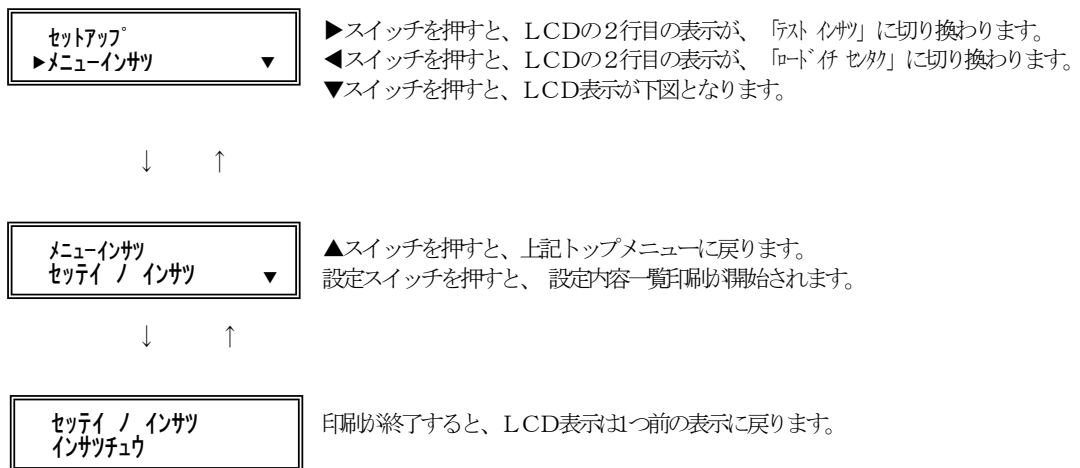 セットアップ
▶メニューインサツ ▼
▶スイッチを押すと、LCDの2行目の表示が、「テスト インサツ」に切り換わります。
◀スイッチを押すと、LCDの2行目の表示が、「ロード イチ センタク」に切り換わります。
▼スイッチを押すと、LCD表示が下図となります。
↓ ↑
メニューインサツ
セッテイ ノ インサツ ▼
▲スイッチを押すと、上記トップメニューに戻ります。
設定スイッチを押すと、 設定内容一覧印刷が開始されます。
↓ ↑
セッテイ ノ インサツ
インサツチュウ
印刷が終了すると、LCD表示は1つ前の表示に戻ります。